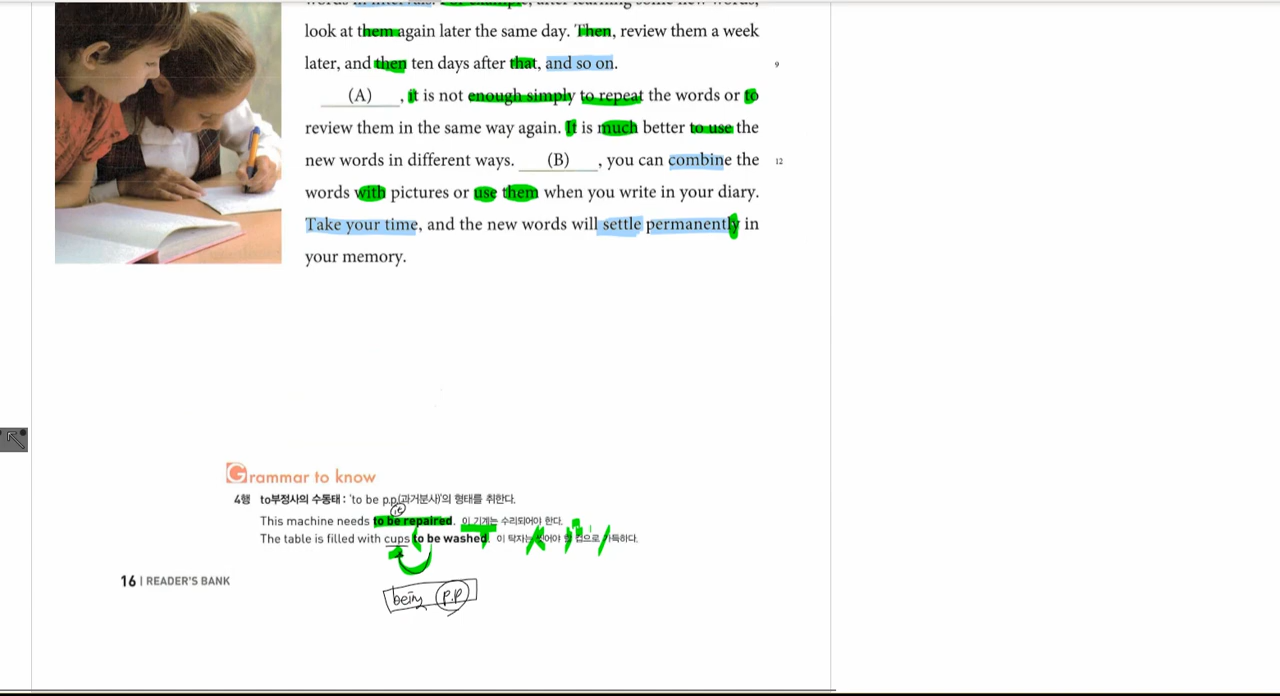 look at them again later the same day. Then, review them a week
later, and then ten days after that, and so on.
9
(A) , it is not enough simply to repeat the words or to
review them in the same way again. It is much better to use the
new words in different ways. (B) , you can combine the
12
words with pictures or use them when you write in your diary.
Take your time, and the new words will settle permanently in
your memory.
Grammar to know
4행 to부정사의 수동태 : 'to be p.p.(과거분사)'의 형태를 취한다.
This machine needs to be repaired. 이 기계는 수리되어야 한다.
The table is filled with cups to be washed. 이 탁자는 씻어야 할 컵으로 가득하다.
16 | READER'S BANK
being p.p